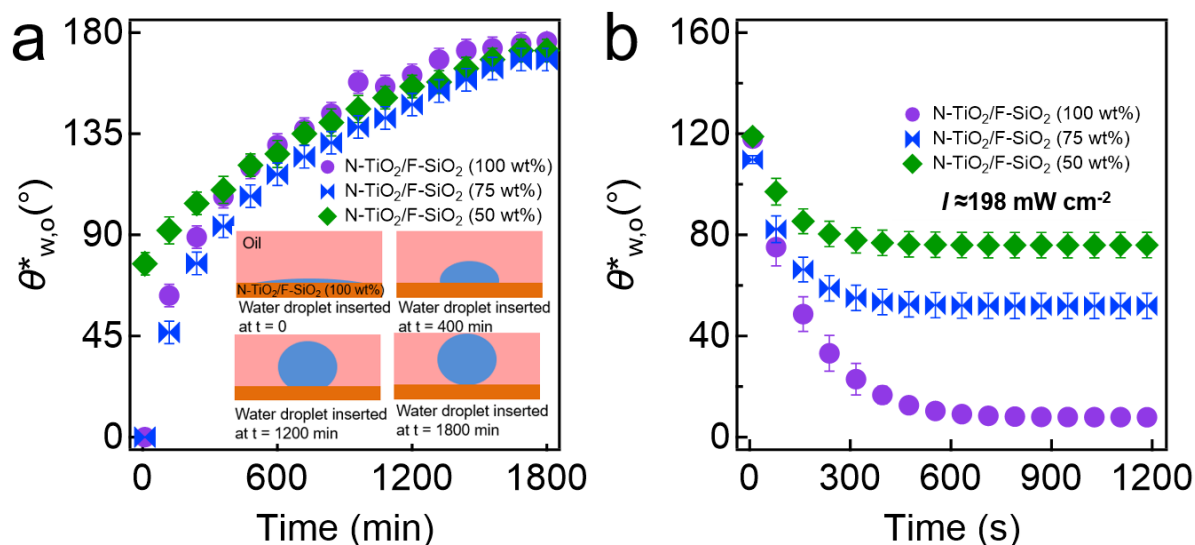 a
θ*w,o(°)
180
135
90
45
0
N-TiO₂/F-SiO₂ (100 wt%)
N-TiO₂/F-SiO₂ (75 wt%)
N-TiO₂/F-SiO₂ (50 wt%)
Oil
N-TiO₂/F-SiO₂ (100 wt%)
Water droplet inserted
at t = 0
Water droplet inserted
at t = 400 min
Water droplet inserted
at t = 1200 min
Water droplet inserted
at t = 1800 min
0 600 1200 1800
Time (min)
b
θ*w,o(°)
160
120
80
40
0
N-TiO₂/F-SiO₂ (100 wt%)
N-TiO₂/F-SiO₂ (75 wt%)
N-TiO₂/F-SiO₂ (50 wt%)
I ≈198 mW cm⁻²
0 300 600 900 1200
Time (s)